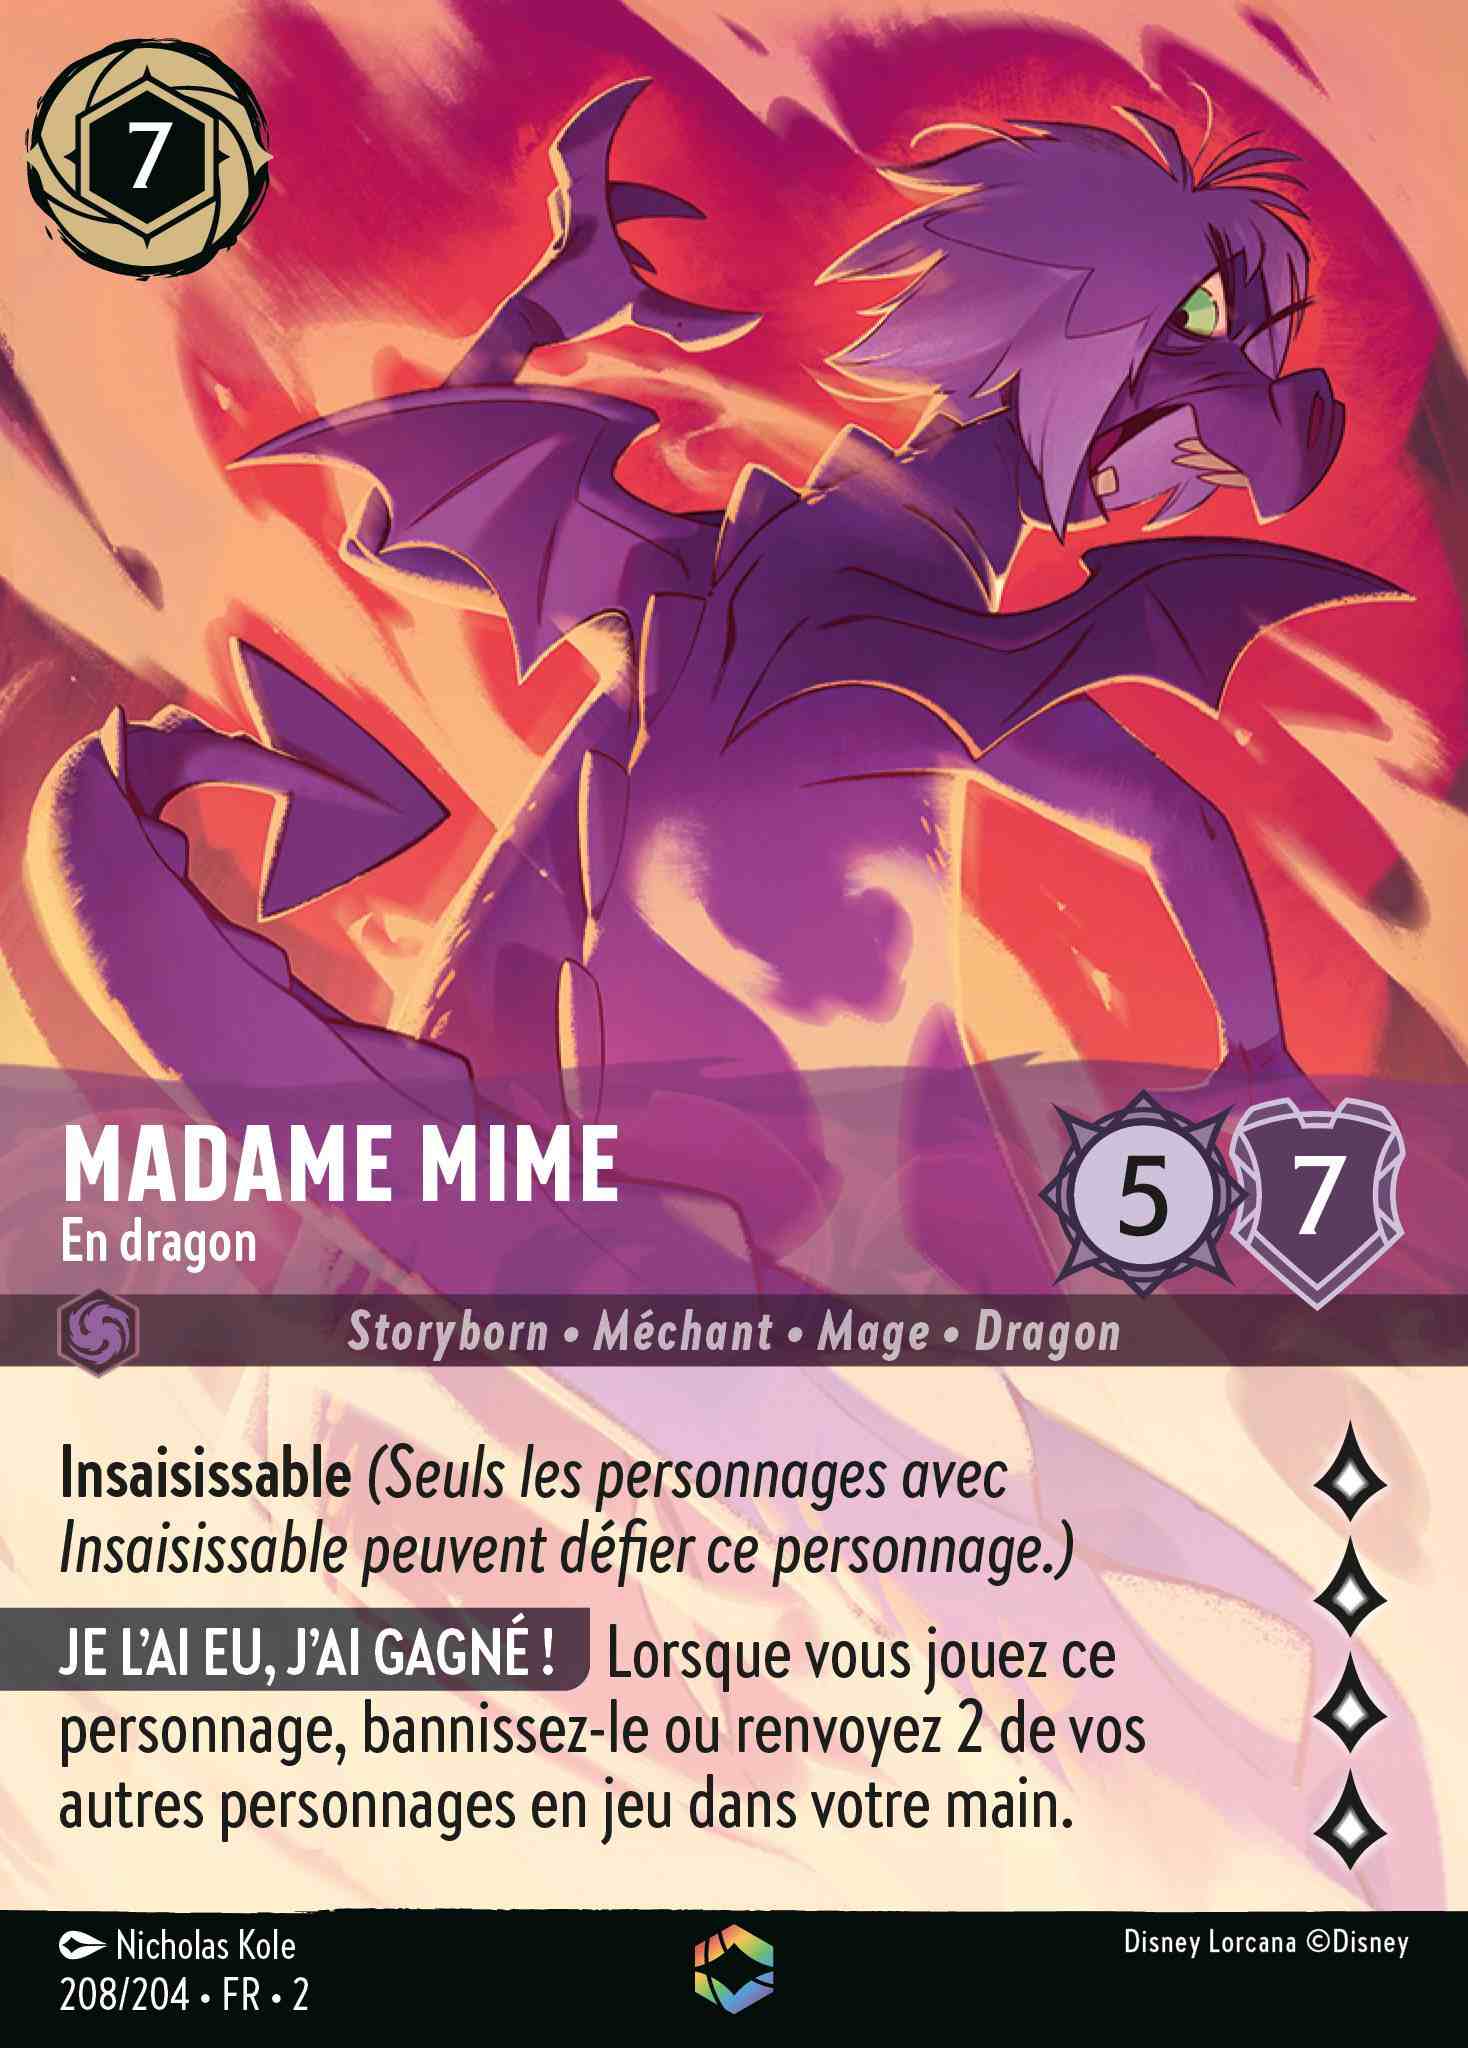 7
MADAME MIME
En dragon
5 7
Storyborn • Méchant • Mage • Dragon
Insaisissable (Seuls les personnages avec
Insaisissable peuvent défier ce personnage.)
JE L'AI EU, J'AI GAGNÉ ! Lorsque vous jouez ce
personnage, bannissez-le ou renvoyez 2 de vos
autres personnages en jeu dans votre main.
Nicholas Kole
Disney Lorcana ©Disney
208/204 • FR • 2